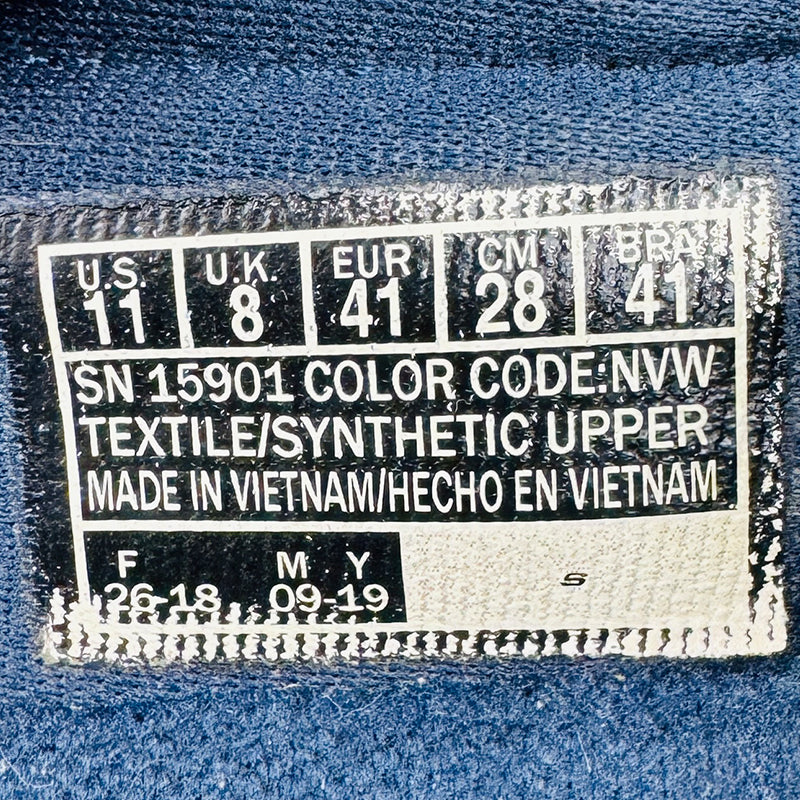 U.S. U.K. EUR CM BRA
11 8 41 28 41
SN 15901 COLOR CODE:NVW
TEXTILE/SYNTHETIC UPPER
MADE IN VIETNAM/HECHO EN VIETNAM
F M Y
26-18 09-19
S